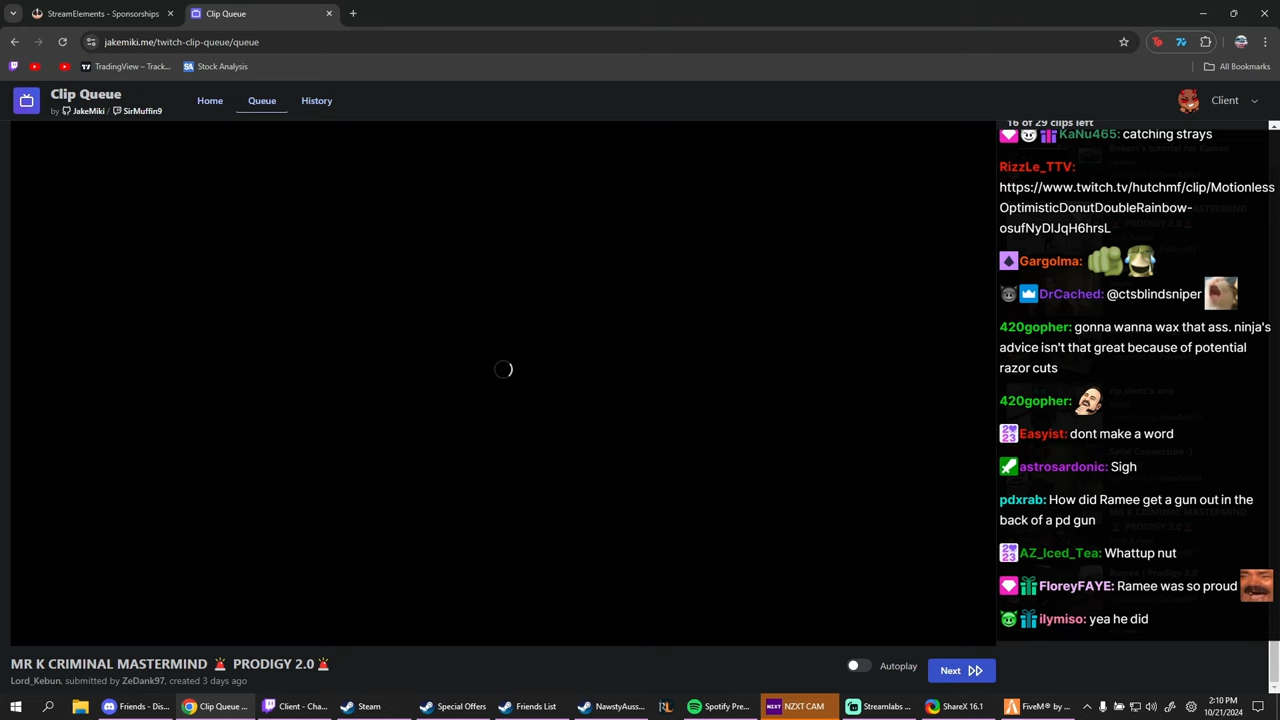 StreamElements - Sponsorships
Clip Queue
jakemiki.me/twitch-clip-queue/queue
TradingView – Track...
Stock Analysis
All Bookmarks
Clip Queue
by JakeMiki / SirMuffin9
Home
Queue
History
Client
16 of 29 clips left
KaNu465: catching strays
RizzLe_TTV:
https://www.twitch.tv/hutchmf/clip/Motionless
OptimisticDonutDoubleRainbow-
osufNyDIJqH6hrsL
Gargolma:
DrCached: @ctsblindsniper
420gopher: gonna wanna wax that ass. ninja's
advice isn't that great because of potential
razor cuts
420gopher:
Easyist: dont make a word
astrosardonic: Sigh
pdxrab: How did Ramee get a gun out in the
back of a pd gun
AZ_Iced_Tea: Whattup nut
FloreyFAYE: Ramee was so proud
ilymiso: yea he did
MR K CRIMINAL MASTERMIND 🚨 PRODIGY 2.0🚨
Lord_Kebun, submitted by ZeDank97, created 3 days ago
Autoplay
Next
Friends - Dis...
Clip Queue ...
Client - Cha...
Steam
Special Offers
Friends List
NawstyAuss...
Spotify Pre...
NZXT CAM
Streamlabs ...
ShareX 16.1
FiveM® by ...
2:10 PM
10/21/2024